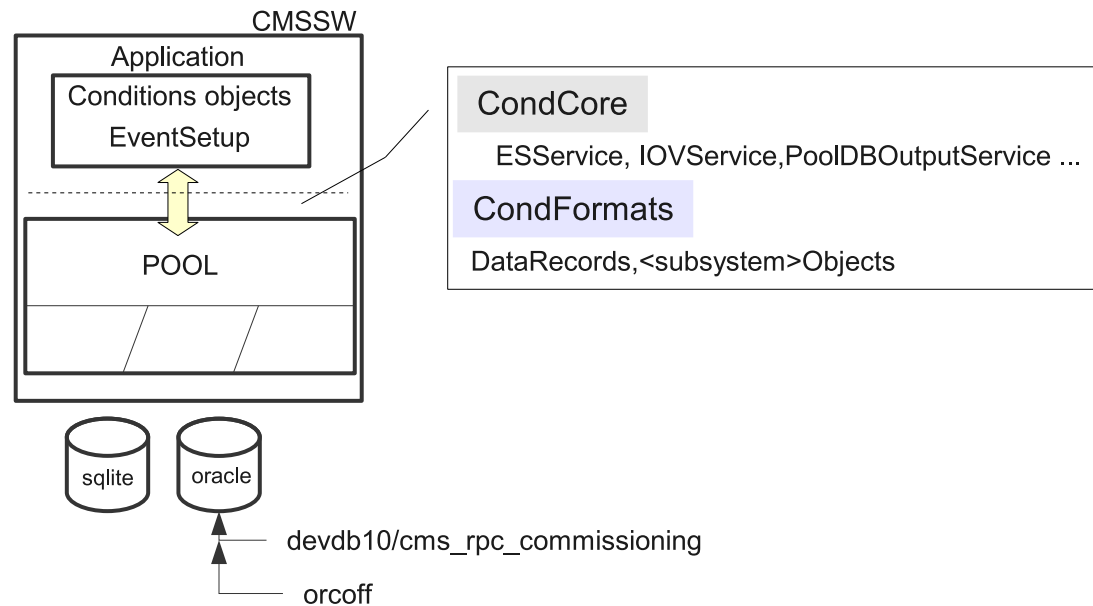 CMSSW
Application
Conditions objects
EventSetup
POOL
CondCore
ESService, IOVService,PoolDBOutputService ...
CondFormats
DataRecords,<subsystem>Objects
sqlite
oracle
devdb10/cms_rpc_commissioning
orcoff